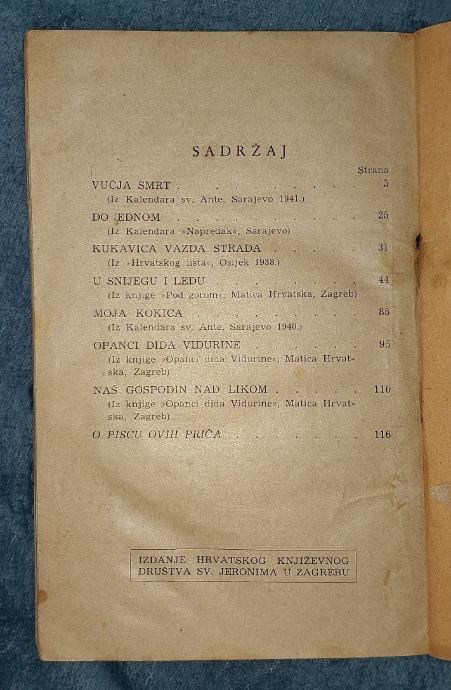 SADRŽAJ
Strana
VUČJA SMRT . . . . . . . . 5
(Iz Kalendara sv. Ante, Sarajevo 1941.)
DO JEDNOM . . . . . . . . 25
(Iz Kalendara »Napredak«, Sarajevo)
KUKAVICA VAZDA STRADA . . . . . 31
(Iz »Hrvatskog lista«, Osijek 1938.)
U SNIJEGU I LEDU . . . . . . . 44
(Iz knjige »Pod gorom«, Matica Hrvatska, Zagreb)
MOJA KOKICA . . . . . . . . 85
(Iz Kalendara sv. Ante, Sarajevo 1940.)
OPANCI DIDA VIDURINE . . . . . . 95
(Iz knjige »Opanci dida Vidurine«, Matica Hrvat-
ska, Zagreb)
NAŠ GOSPODIN NAD LIKOM . . . . . 110
(Iz knjige »Opanci dida Vidurine«, Matica Hrvat-
ska, Zagreb)
O PISCU OVIH PRIČA . . . . . . . 116
IZDANJE HRVATSKOG KNJIŽEVNOG
DRUŠTVA SV. JERONIMA U ZAGREBU